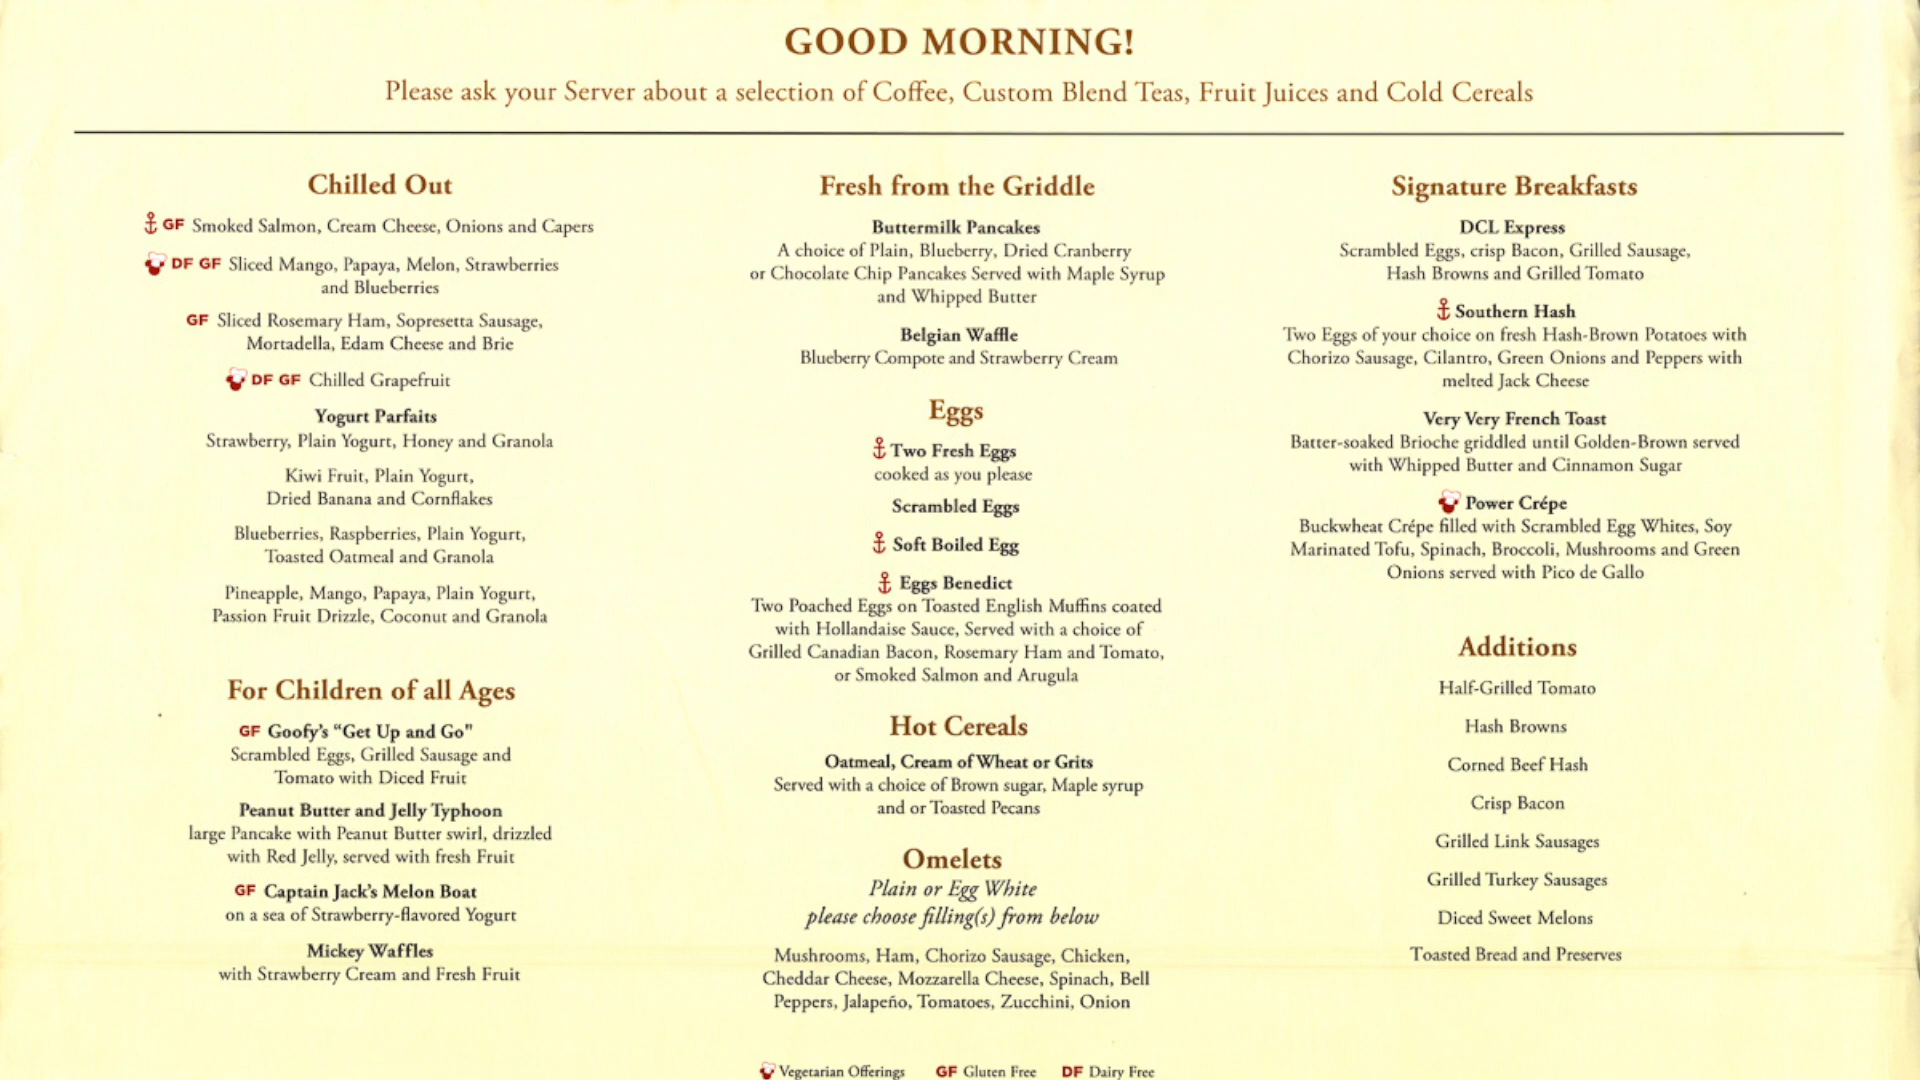 GOOD MORNING!
Please ask your Server about a selection of Coffee, Custom Blend Teas, Fruit Juices and Cold Cereals
Chilled Out
GF Smoked Salmon, Cream Cheese, Onions and Capers
DF GF Sliced Mango, Papaya, Melon, Strawberries
and Blueberries
GF Sliced Rosemary Ham, Sopresetta Sausage,
Mortadella, Edam Cheese and Brie
DF GF Chilled Grapefruit
Yogurt Parfaits
Strawberry, Plain Yogurt, Honey and Granola
Kiwi Fruit, Plain Yogurt,
Dried Banana and Cornflakes
Blueberries, Raspberries, Plain Yogurt,
Toasted Oatmeal and Granola
Pineapple, Mango, Papaya, Plain Yogurt,
Passion Fruit Drizzle, Coconut and Granola
For Children of all Ages
GF Goofy's “Get Up and Go"
Scrambled Eggs, Grilled Sausage and
Tomato with Diced Fruit
Peanut Butter and Jelly Typhoon
large Pancake with Peanut Butter swirl, drizzled
with Red Jelly, served with fresh Fruit
GF Captain Jack's Melon Boat
on a sea of Strawberry-flavored Yogurt
Mickey Waffles
with Strawberry Cream and Fresh Fruit
Fresh from the Griddle
Buttermilk Pancakes
A choice of Plain, Blueberry, Dried Cranberry
or Chocolate Chip Pancakes Served with Maple Syrup
and Whipped Butter
Belgian Waffle
Blueberry Compote and Strawberry Cream
Eggs
Two Fresh Eggs
cooked as you please
Scrambled Eggs
Soft Boiled Egg
Eggs Benedict
Two Poached Eggs on Toasted English Muffins coated
with Hollandaise Sauce, Served with a choice of
Grilled Canadian Bacon, Rosemary Ham and Tomato,
or Smoked Salmon and Arugula
Hot Cereals
Oatmeal, Cream of Wheat or Grits
Served with a choice of Brown sugar, Maple syrup
and or Toasted Pecans
Omelets
Plain or Egg White
please choose filling(s) from below
Mushrooms, Ham, Chorizo Sausage, Chicken,
Cheddar Cheese, Mozzarella Cheese, Spinach, Bell
Peppers, Jalapeño, Tomatoes, Zucchini, Onion
Signature Breakfasts
DCL Express
Scrambled Eggs, crisp Bacon, Grilled Sausage,
Hash Browns and Grilled Tomato
Southern Hash
Two Eggs of your choice on fresh Hash-Brown Potatoes with
Chorizo Sausage, Cilantro, Green Onions and Peppers with
melted Jack Cheese
Very Very French Toast
Batter-soaked Brioche griddled until Golden-Brown served
with Whipped Butter and Cinnamon Sugar
Power Crépe
Buckwheat Crépe filled with Scrambled Egg Whites, Soy
Marinated Tofu, Spinach, Broccoli, Mushrooms and Green
Onions served with Pico de Gallo
Additions
Half-Grilled Tomato
Hash Browns
Corned Beef Hash
Crisp Bacon
Grilled Link Sausages
Grilled Turkey Sausages
Diced Sweet Melons
Toasted Bread and Preserves
Vegetarian Offerings GF Gluten Free DF Dairy Free